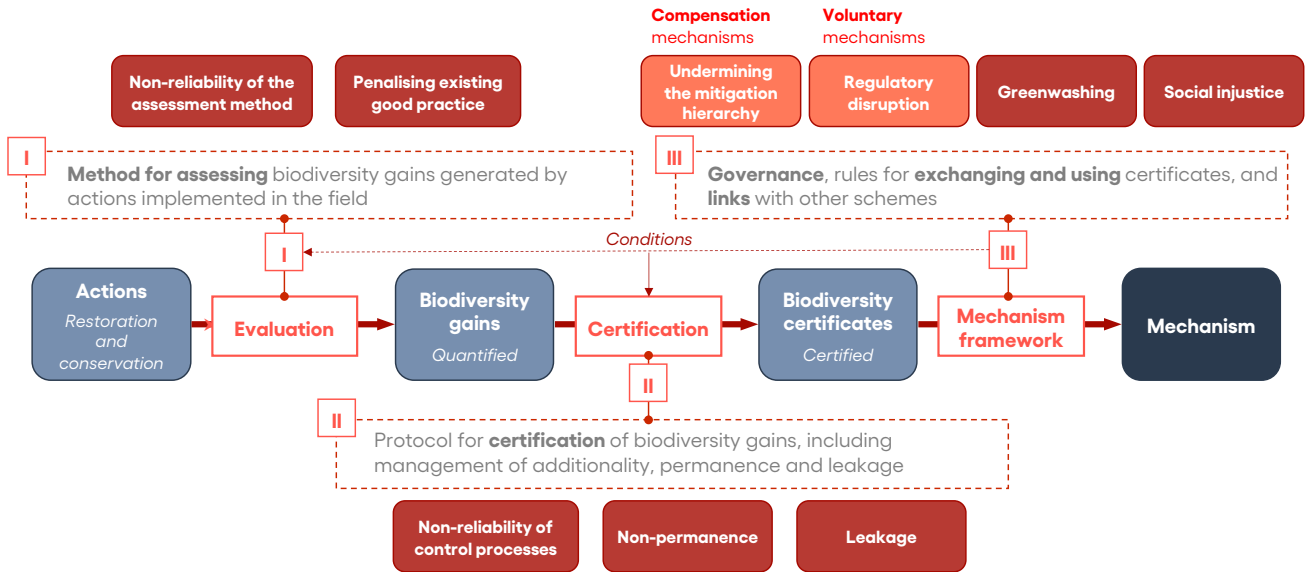 Compensation
mechanisms
Voluntary
mechanisms
Non-reliability of the
assessment method
Penalising existing
good practice
Undermining
the mitigation
hierarchy
Regulatory
disruption
Greenwashing
Social injustice
I
Method for assessing biodiversity gains generated by
actions implemented in the field
III
Governance, rules for exchanging and using certificates, and
links with other schemes
I
Conditions
III
Actions
Restoration
and
conservation
Evaluation
Biodiversity
gains
Quantified
Certification
Biodiversity
certificates
Certified
Mechanism
framework
Mechanism
II
II
Protocol for certification of biodiversity gains, including
management of additionality, permanence and leakage
Non-reliability of
control processes
Non-permanence
Leakage